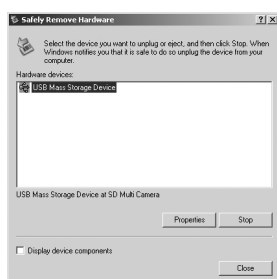 Safely Remove Hardware
Select the device you want to unplug or eject, and then click Stop. When
Windows notifies you that it is safe to do so unplug the device from your
computer.
Hardware devices:
USB Mass Storage Device
USB Mass Storage Device at SD Multi Camera
Properties Stop
Display device components
Close